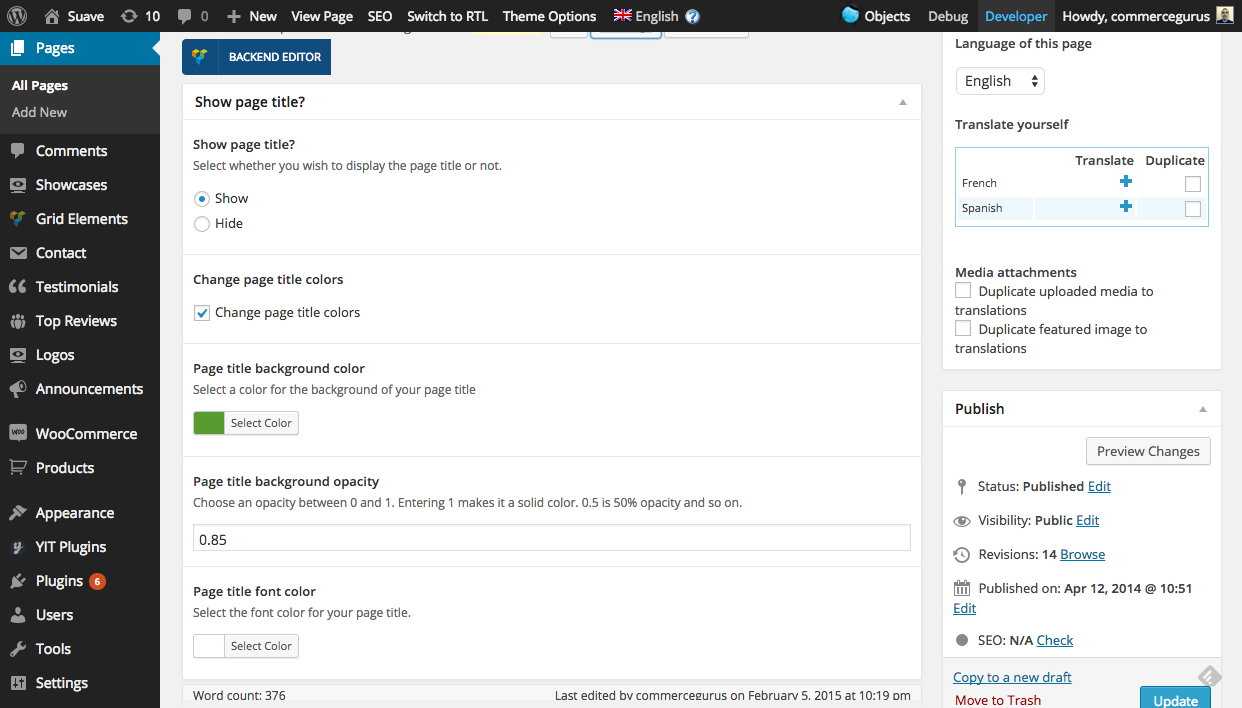 Suave 10 0 New View Page SEO Switch to RTL Theme Options English ? Objects Debug Developer Howdy, commercegurus
Pages
All Pages
Add New
Comments
Showcases
Grid Elements
Contact
Testimonials
Top Reviews
Logos
Announcements
WooCommerce
Products
Appearance
YIT Plugins
Plugins 6
Users
Tools
Settings
BACKEND EDITOR
Show page title?
Show page title?
Select whether you wish to display the page title or not.
Show
Hide
Change page title colors
Change page title colors
Page title background color
Select a color for the background of your page title
Select Color
Page title background opacity
Choose an opacity between 0 and 1. Entering 1 makes it a solid color. 0.5 is 50% opacity and so on.
0.85
Page title font color
Select the font color for your page title.
Select Color
Word count: 376 Last edited by commercegurus on February 5, 2015 at 10:19 pm
Language of this page
English
Translate yourself
Translate Duplicate
French
Spanish
Media attachments
Duplicate uploaded media to
translations
Duplicate featured image to
translations
Publish
Preview Changes
Status: Published Edit
Visibility: Public Edit
Revisions: 14 Browse
Published on: Apr 12, 2014 @ 10:51
Edit
SEO: N/A Check
Copy to a new draft
Move to Trash
Update